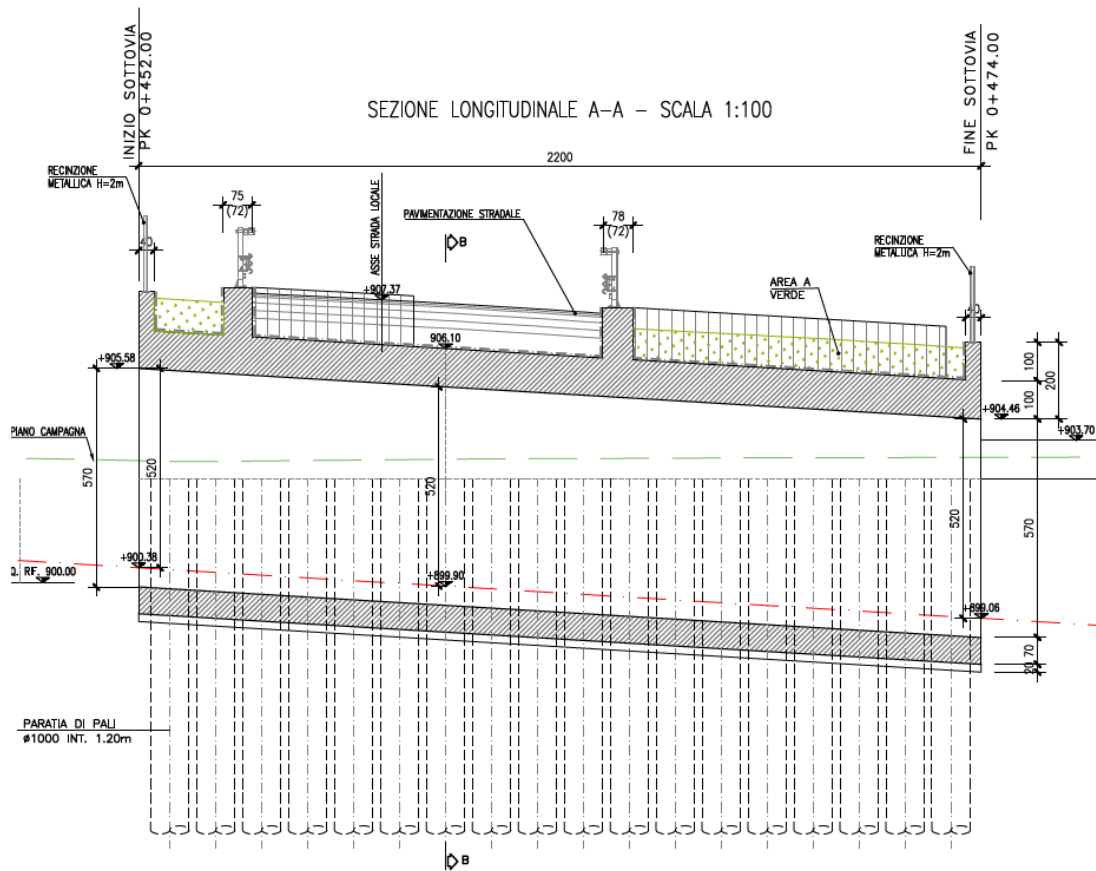 INIZIO SOTTOVIA
PK 0+452.00
FINE SOTTOVIA
PK 0+474.00
SEZIONE LONGITUDINALE A-A - SCALA 1:100
2200
RECINZIONE
METALLICA H=2m
75
(72)
40
ASSE STRADA LOCALE
PAVIMENTAZIONE STRADALE
B
78
(72)
RECINZIONE
METALLICA H=2m
AREA A
VERDE
+907.37
906.10
+905.58
100
100
200
+904.46
+903.70
PIANO CAMPAGNA
570
520
520
520
570
+900.38
Q. RF. 900.00
+899.90
+899.06
70
20
PARATIA DI PALI
ø1000 INT. 1.20m
B